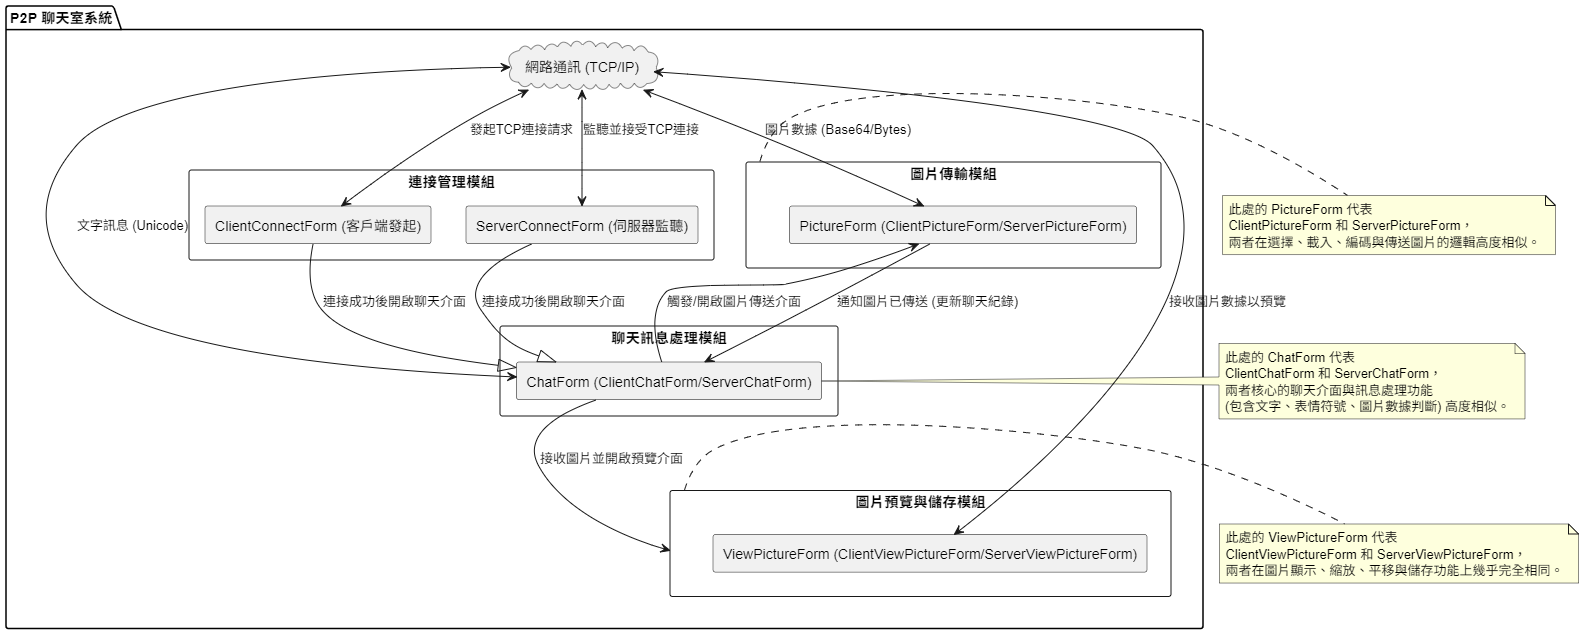 P2P 聊天室系統
網路通訊 (TCP/IP)
發起TCP連接請求
監聽並接受TCP連接
圖片數據 (Base64/Bytes)
連接管理模組
圖片傳輸模組
文字訊息 (Unicode)
ClientConnectForm (客戶端發起)
ServerConnectForm (伺服器監聽)
PictureForm (ClientPictureForm/ServerPictureForm)
此處的 PictureForm 代表
ClientPictureForm 和 ServerPictureForm，
兩者在選擇、載入、編碼與傳送圖片的邏輯高度相似。
連接成功後開啟聊天介面
連接成功後開啟聊天介面
觸發/開啟圖片傳送介面
通知圖片已傳送 (更新聊天紀錄)
接收圖片數據以預覽
聊天訊息處理模組
ChatForm (ClientChatForm/ServerChatForm)
此處的 ChatForm 代表
ClientChatForm 和 ServerChatForm，
兩者核心的聊天介面與訊息處理功能
(包含文字、表情符號、圖片數據判斷) 高度相似。
接收圖片並開啟預覽介面
圖片預覽與儲存模組
ViewPictureForm (ClientViewPictureForm/ServerViewPictureForm)
此處的 ViewPictureForm 代表
ClientViewPictureForm 和 ServerViewPictureForm，
兩者在圖片顯示、縮放、平移與儲存功能上幾乎完全相同。